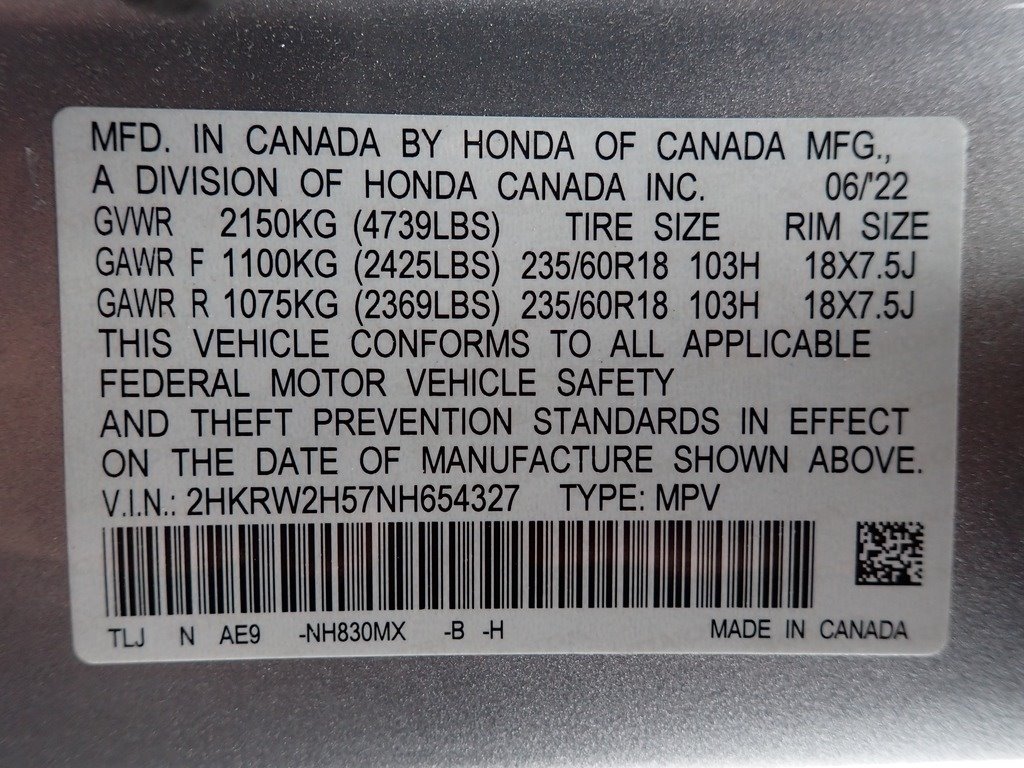 MFD. IN CANADA BY HONDA OF CANADA MFG.,
A DIVISION OF HONDA CANADA INC. 06/'22
GVWR 2150KG (4739LBS) TIRE SIZE RIM SIZE
GAWR F 1100KG (2425LBS) 235/60R18 103H 18X7.5J
GAWR R 1075KG (2369LBS) 235/60R18 103H 18X7.5J
THIS VEHICLE CONFORMS TO ALL APPLICABLE
FEDERAL MOTOR VEHICLE SAFETY
AND THEFT PREVENTION STANDARDS IN EFFECT
ON THE DATE OF MANUFACTURE SHOWN ABOVE.
V.I.N.: 2HKRW2H57NH654327 TYPE: MPV
TLJ N AE9 -NH830MX -B -H MADE IN CANADA